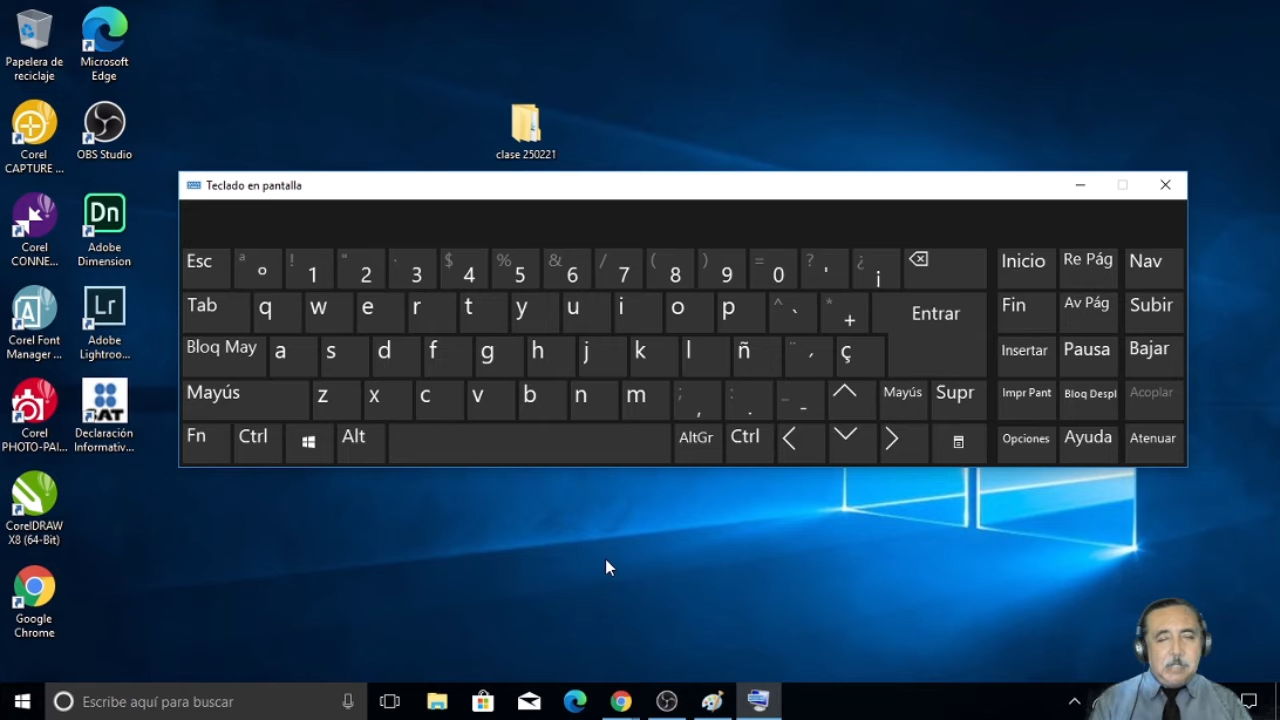 Papelera de
reciclaje
Microsoft
Edge
Corel
CAPTURE ...
OBS Studio
clase 250221
Corel
CONNE...
Dn
Adobe
Dimension
Corel Font
Manager ...
Lr
Adobe
Lightroo...
Corel
PHOTO-PAI...
SAT
Declaración
Informativ...
CorelDRAW
X8 (64-Bit)
Google
Chrome
Teclado en pantalla
Esc ª º ! 1 " 2 · 3 $ 4 % 5 & 6 / 7 ( 8 ) 9 = 0 ? ' ¿ ¡ Inicio Re Pág Nav
Tab q w e r t y u i o p ^ ` * + Entrar Fin Av Pág Subir
Bloq May a s d f g h j k l ñ ¨ ´ ç Insertar Pausa Bajar
Mayús z x c v b n m ; , : . _ - Mayús Supr Impr Pant Bloq Despl Acoplar
Fn Ctrl Alt AltGr Ctrl Opciones Ayuda Atenuar
Escribe aquí para buscar